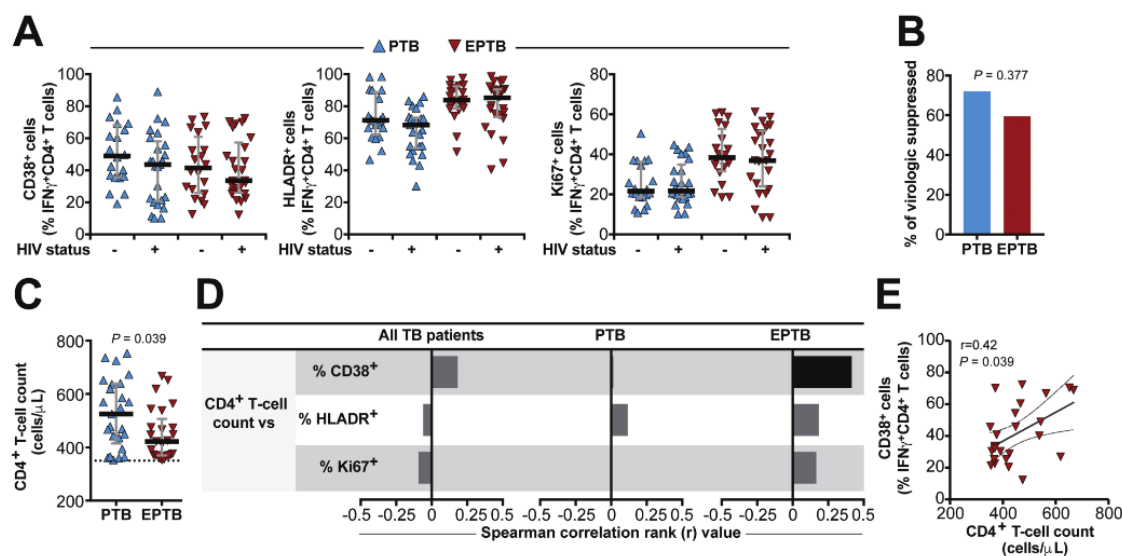 A
PTB EPTB
CD38+ cells
(% IFNγ+CD4+ T cells)
100
80
60
40
20
0
HIV status - + - +
HLADR+ cells
(% IFNγ+CD4+ T cells)
100
80
60
40
20
0
HIV status - + - +
Ki67+ cells
(% IFNγ+CD4+ T cells)
80
60
40
20
0
HIV status - + - +
B
P = 0.377
% of virologic suppressed
80
60
40
20
0
PTB EPTB
C
P = 0.039
CD4+ T-cell count
(cells/μL)
800
600
400
200
PTB EPTB
D
All TB patients PTB EPTB
CD4+ T-cell
count vs
% CD38+
% HLADR+
% Ki67+
-0.5 -0.25 0 0.25 0.5 -0.5 -0.25 0 0.25 0.5 -0.5 -0.25 0 0.25 0.5
Spearman correlation rank (r) value
E
r=0.42
P = 0.039
CD38+ cells
(% IFNγ+CD4+ T cells)
100
80
60
40
20
0
0 200 400 600 800
CD4+ T-cell count
(cells/μL)